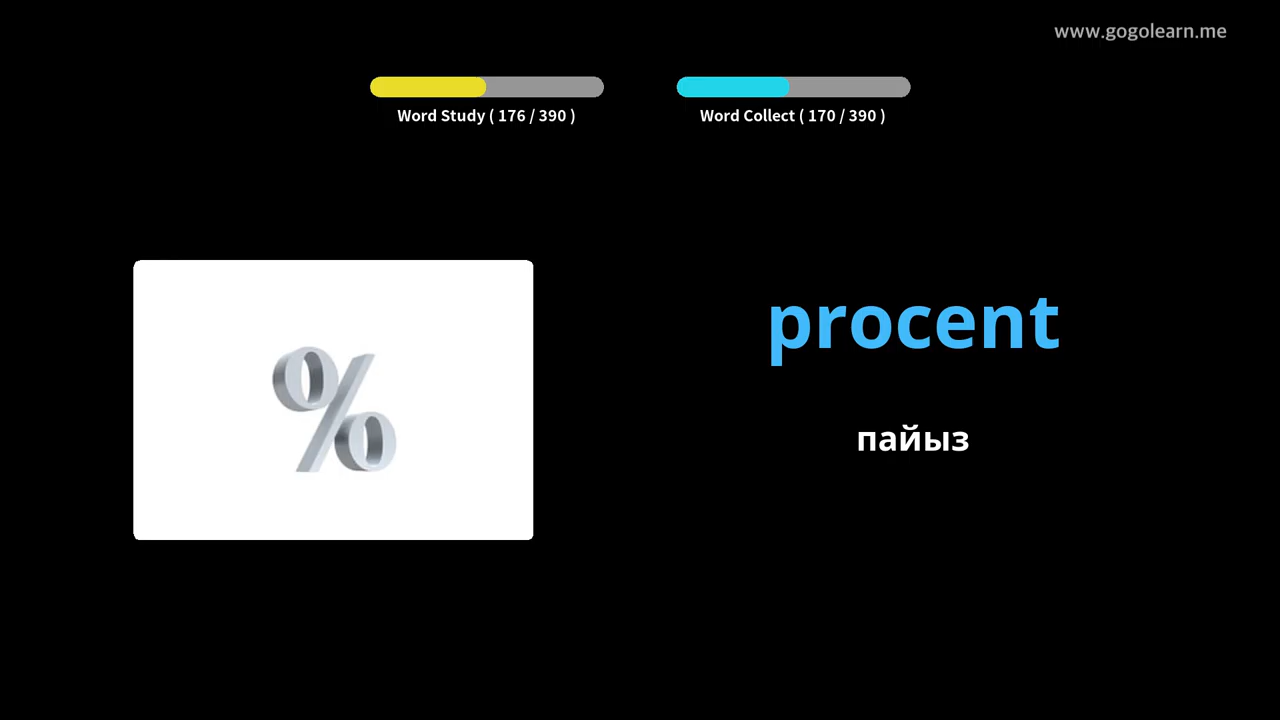 www.gogolearn.me
Word Study ( 176 / 390 )
Word Collect ( 170 / 390 )
%
procent
пайыз